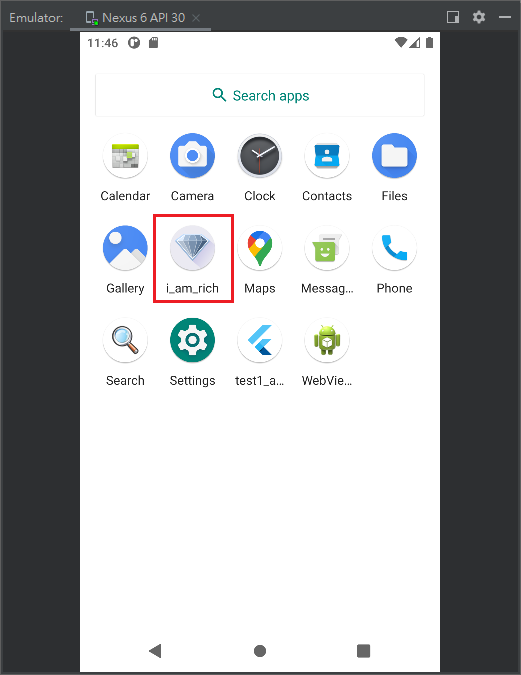 Emulator: Nexus 6 API 30
11:46
Search apps
Calendar Camera Clock Contacts Files
Gallery i_am_rich Maps Messag... Phone
Search Settings test1_a... WebVie...